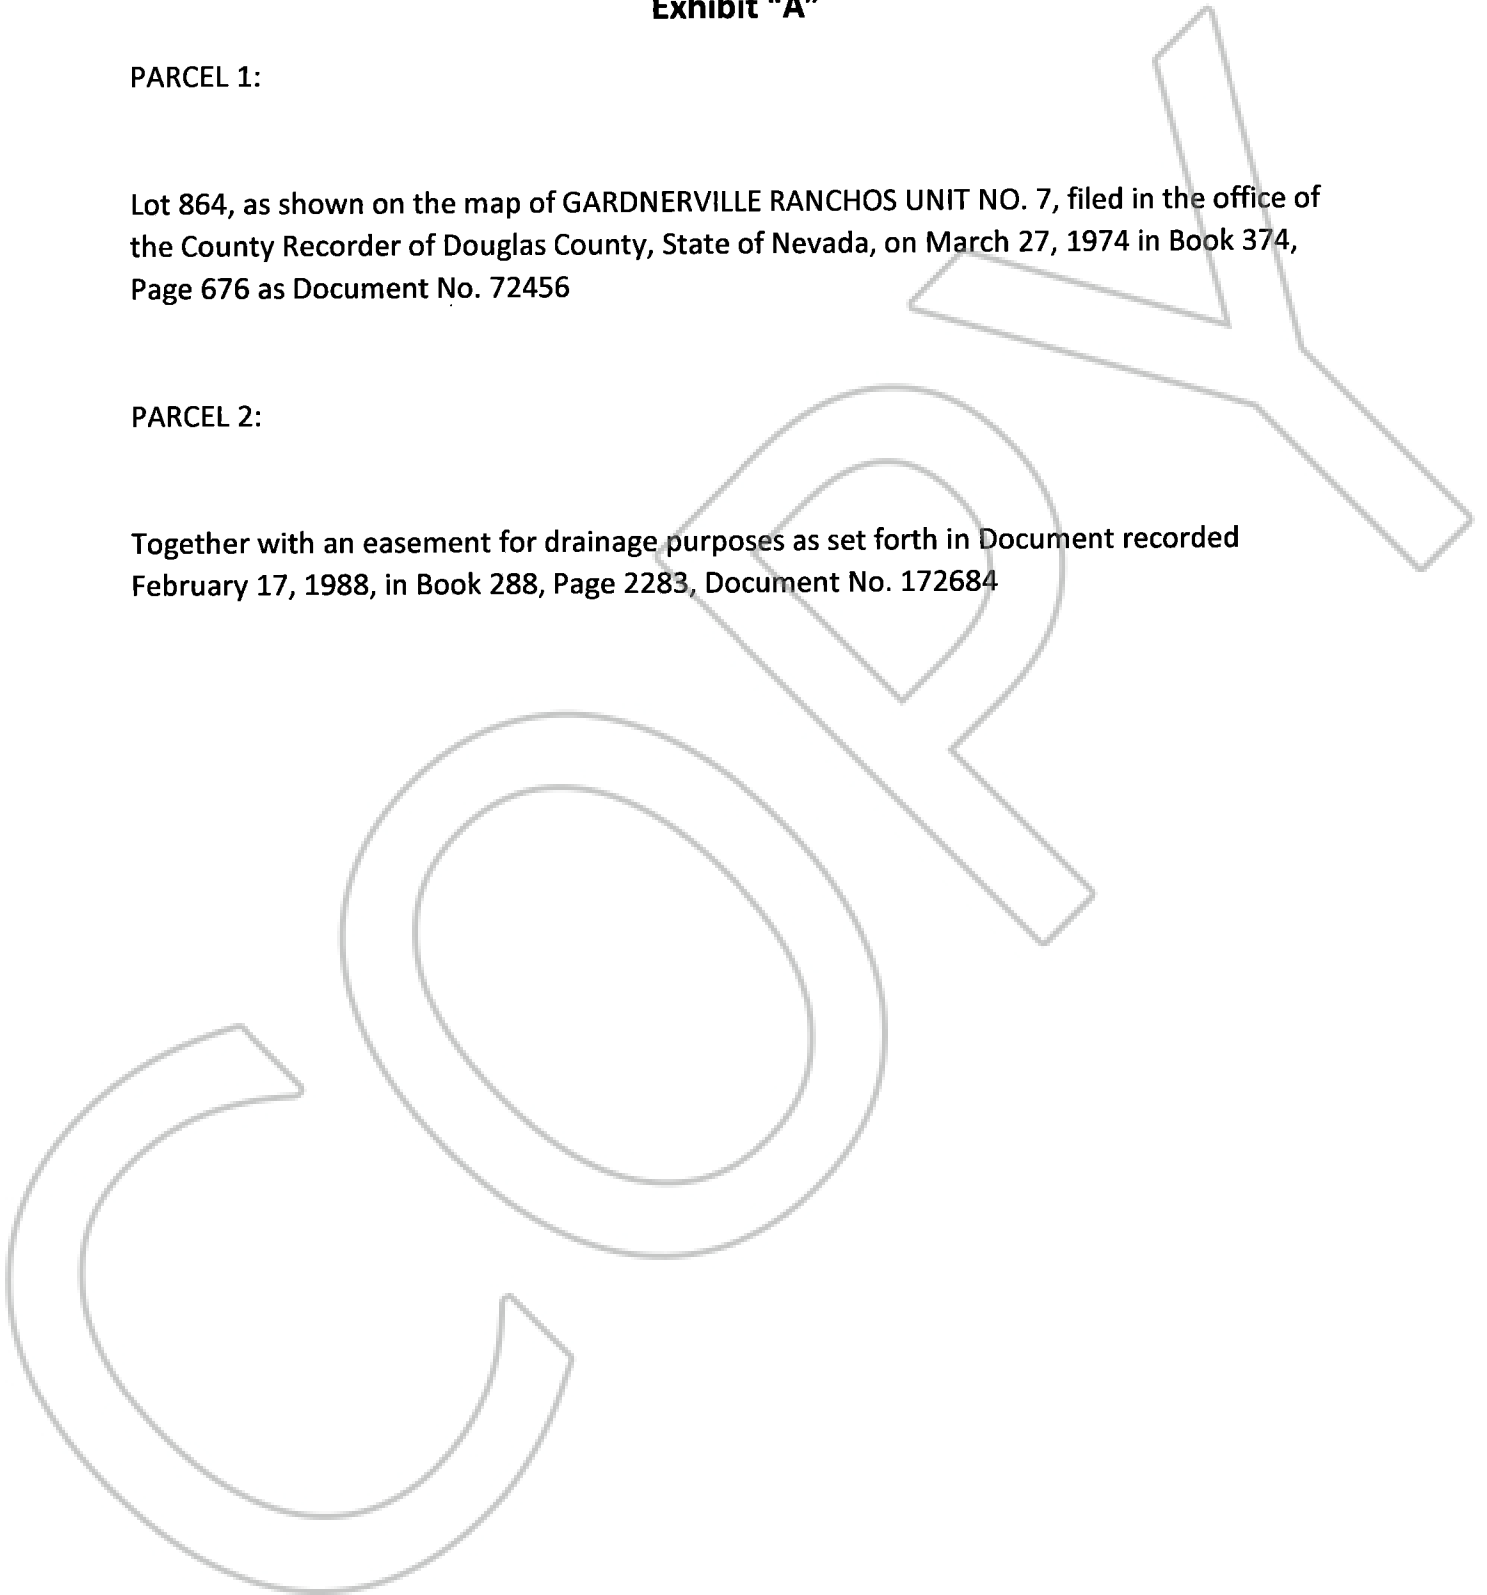 Exhibit "A"
PARCEL 1:
Lot 864, as shown on the map of GARDNERVILLE RANCHOS UNIT NO. 7, filed in the office of
the County Recorder of Douglas County, State of Nevada, on March 27, 1974 in Book 374,
Page 676 as Document No. 72456
PARCEL 2:
Together with an easement for drainage purposes as set forth in Document recorded
February 17, 1988, in Book 288, Page 2283, Document No. 172684
COPY